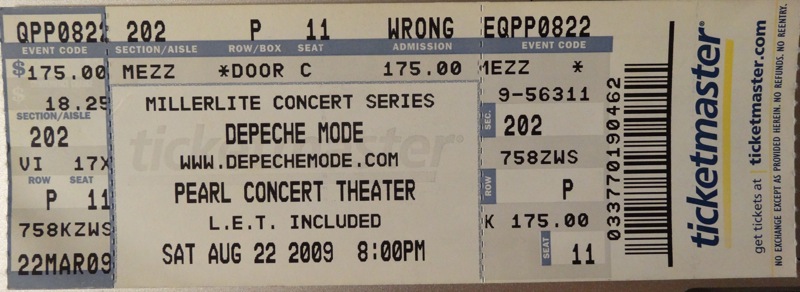 QPP0822 202 P 11 WRONG EQPP0822
EVENT CODE SECTION/AISLE ROW/BOX SEAT ADMISSION EVENT CODE
$175.00 MEZZ *DOOR C 175.00 MEZZ *
18.25 MILLERLITE CONCERT SERIES 9-56311
SECTION/AISLE
202 DEPECHE MODE SEC. 202
ticketmaster
VI 17X WWW.DEPECHEMODE.COM 758ZWS
ROW SEAT
P 11 PEARL CONCERT THEATER ROW P
L.E.T. INCLUDED K 175.00
758KZWS
22MAR09 SAT AUG 22 2009 8:00PM SEAT 11
033770190462
ticketmaster®
get tickets at ticketmaster.com
NO EXCHANGE EXCEPT AS PROVIDED HEREIN. NO REFUNDS. NO REENTRY.